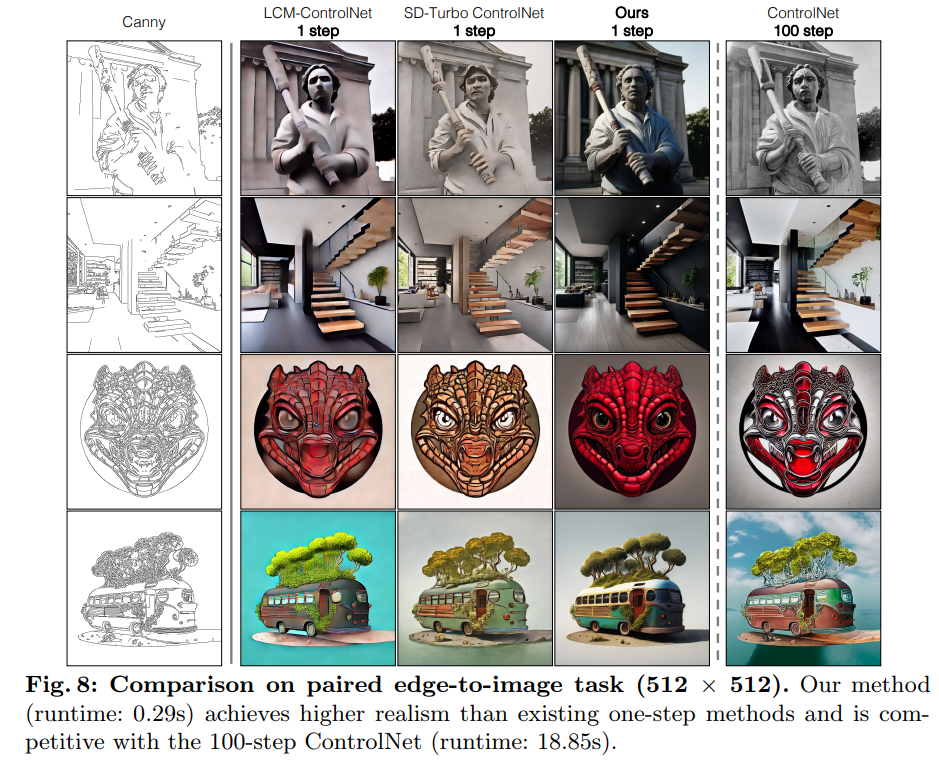 Canny
LCM-ControlNet
1 step
SD-Turbo ControlNet
1 step
Ours
1 step
ControlNet
100 step
Fig. 8: Comparison on paired edge-to-image task (512 × 512). Our method
(runtime: 0.29s) achieves higher realism than existing one-step methods and is com-
petitive with the 100-step ControlNet (runtime: 18.85s).